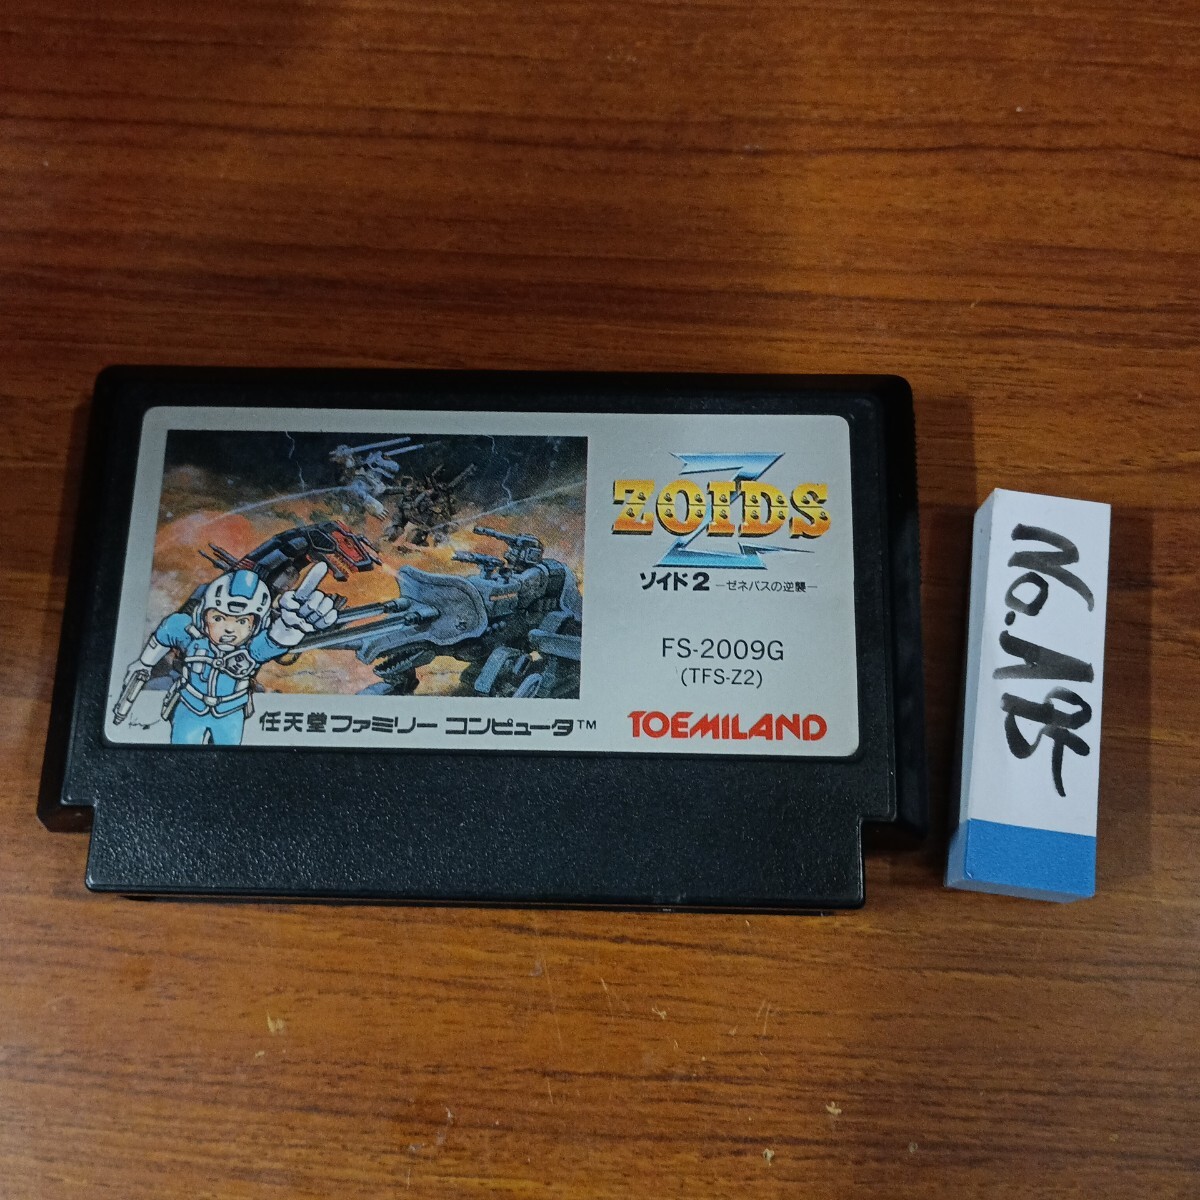 ZOIDS
ゾイド2 ―ゼネバスの逆襲―
FS-2009G
(TFS-Z2)
任天堂ファミリーコンピュータ™
TOEMILAND
No.198